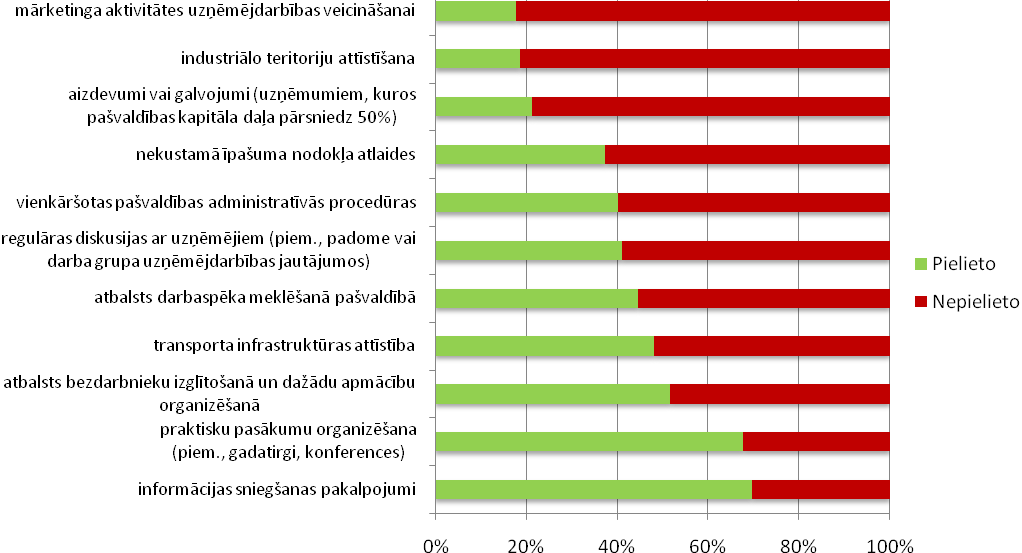 mārketinga aktivitātes uzņēmējdarbības veicināšanai
industriālo teritoriju attīstīšana
aizdevumi vai galvojumi (uzņēmumiem, kuros
pašvaldības kapitāla daļa pārsniedz 50%)
nekustamā īpašuma nodokļa atlaides
vienkāršotas pašvaldības administratīvās procedūras
regulāras diskusijas ar uzņēmējiem (piem., padome vai
darba grupa uzņēmējdarbības jautājumos)
atbalsts darbaspēka meklēšanā pašvaldībā
transporta infrastruktūras attīstība
atbalsts bezdarbnieku izglītošanā un dažādu apmācību
organizēšanā
praktisku pasākumu organizēšana
(piem., gadatirgi, konferences)
informācijas sniegšanas pakalpojumi
0% 20% 40% 60% 80% 100%
Pielieto
Nepielieto